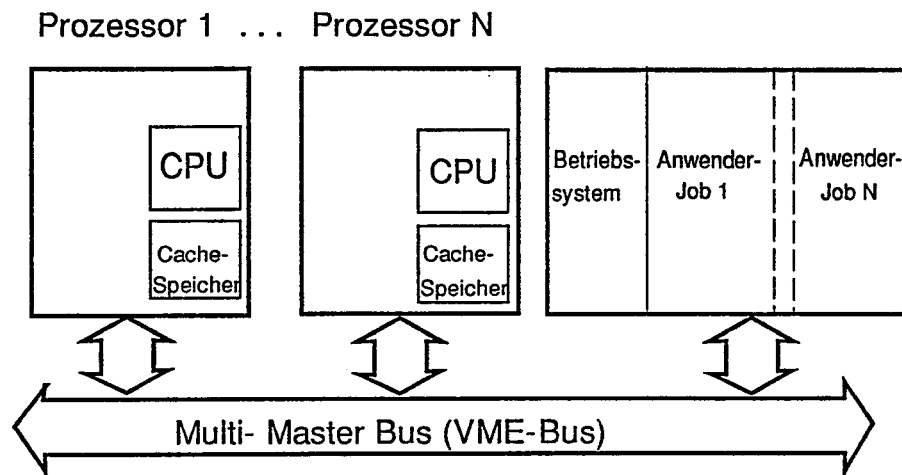 Prozessor 1 . . . Prozessor N
CPU
Cache-
Speicher
CPU
Cache-
Speicher
Betriebs-
system
Anwender-
Job 1
Anwender-
Job N
Multi- Master Bus (VME-Bus)